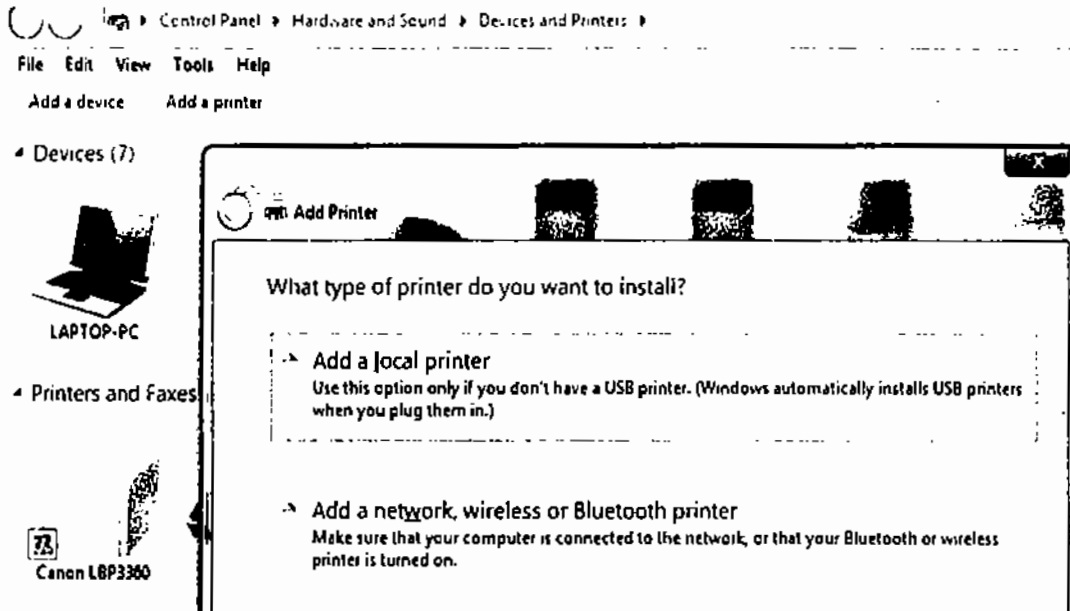 Control Panel ▸ Hardware and Sound ▸ Devices and Printers ▸
File Edit View Tools Help
Add a device Add a printer
Devices (7)
X
Add Printer
What type of printer do you want to install?
LAPTOP-PC
Add a local printer
Use this option only if you don't have a USB printer. (Windows automatically installs USB printers
when you plug them in.)
Printers and Faxes
Add a network, wireless or Bluetooth printer
Make sure that your computer is connected to the network, or that your Bluetooth or wireless
printer is turned on.
Canon LBP3360